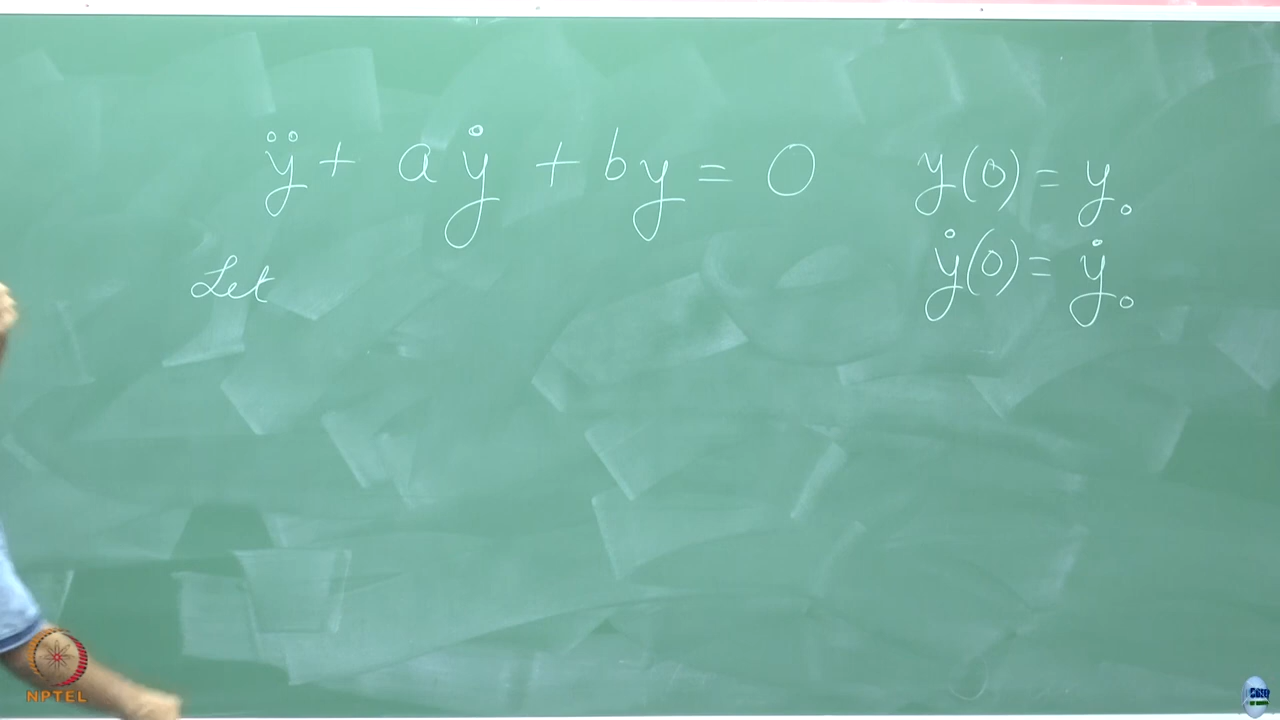 ÿ + aẏ + by = 0
y(0) = y₀
ẏ(0) = ẏ₀
Let
NPTEL